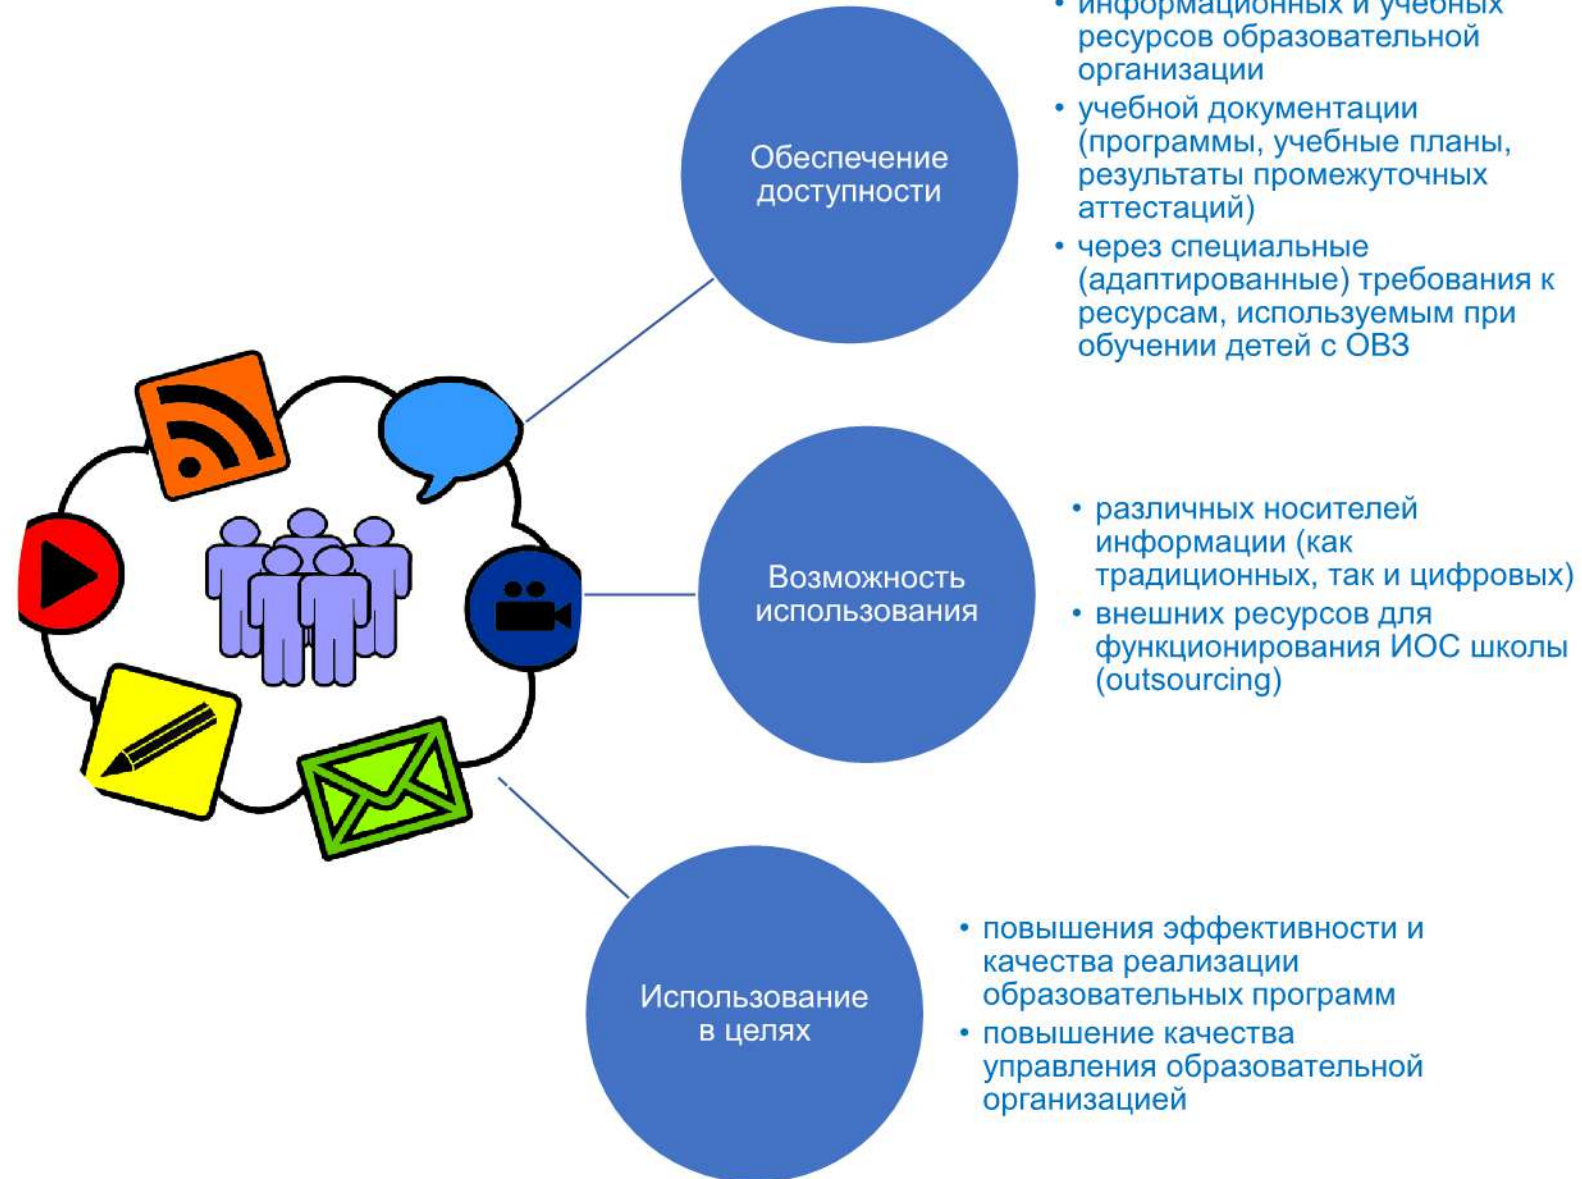 Обеспечение
доступности
• информационных и учебных
ресурсов образовательной
организации
• учебной документации
(программы, учебные планы,
результаты промежуточных
аттестаций)
• через специальные
(адаптированные) требования к
ресурсам, используемым при
обучении детей с ОВЗ
Возможность
использования
• различных носителей
информации (как
традиционных, так и цифровых)
• внешних ресурсов для
функционирования ИОС школы
(outsourcing)
Использование
в целях
• повышения эффективности и
качества реализации
образовательных программ
• повышение качества
управления образовательной
организацией